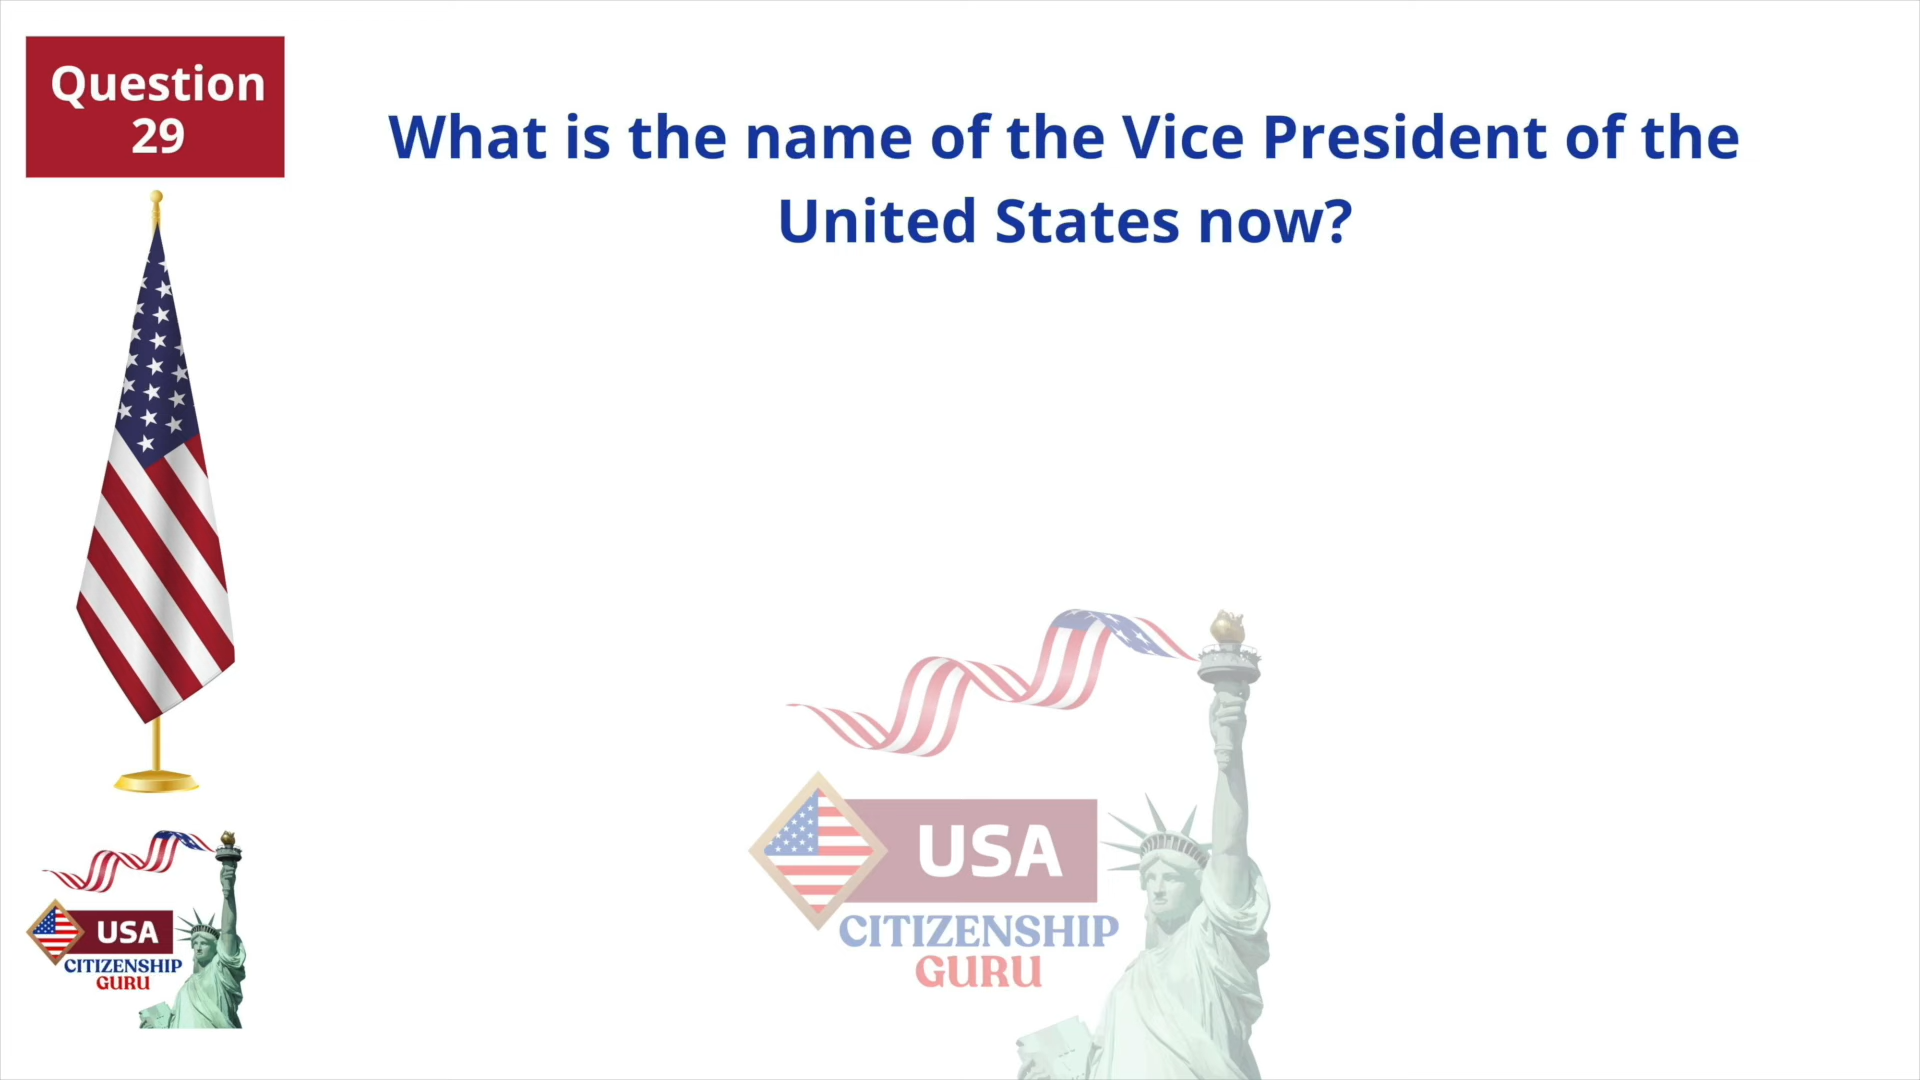 Question
29
What is the name of the Vice President of the
United States now?
USA
CITIZENSHIP
GURU
USA
CITIZENSHIP
GURU